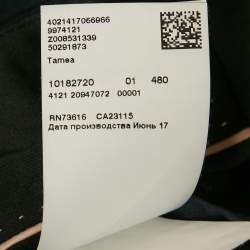 4021417066966
9974121
Z008531339
50291873
Tamea
10182720 01 480
4121 20947072 00001
RN73616 CA23115
Дата производства Июнь 17